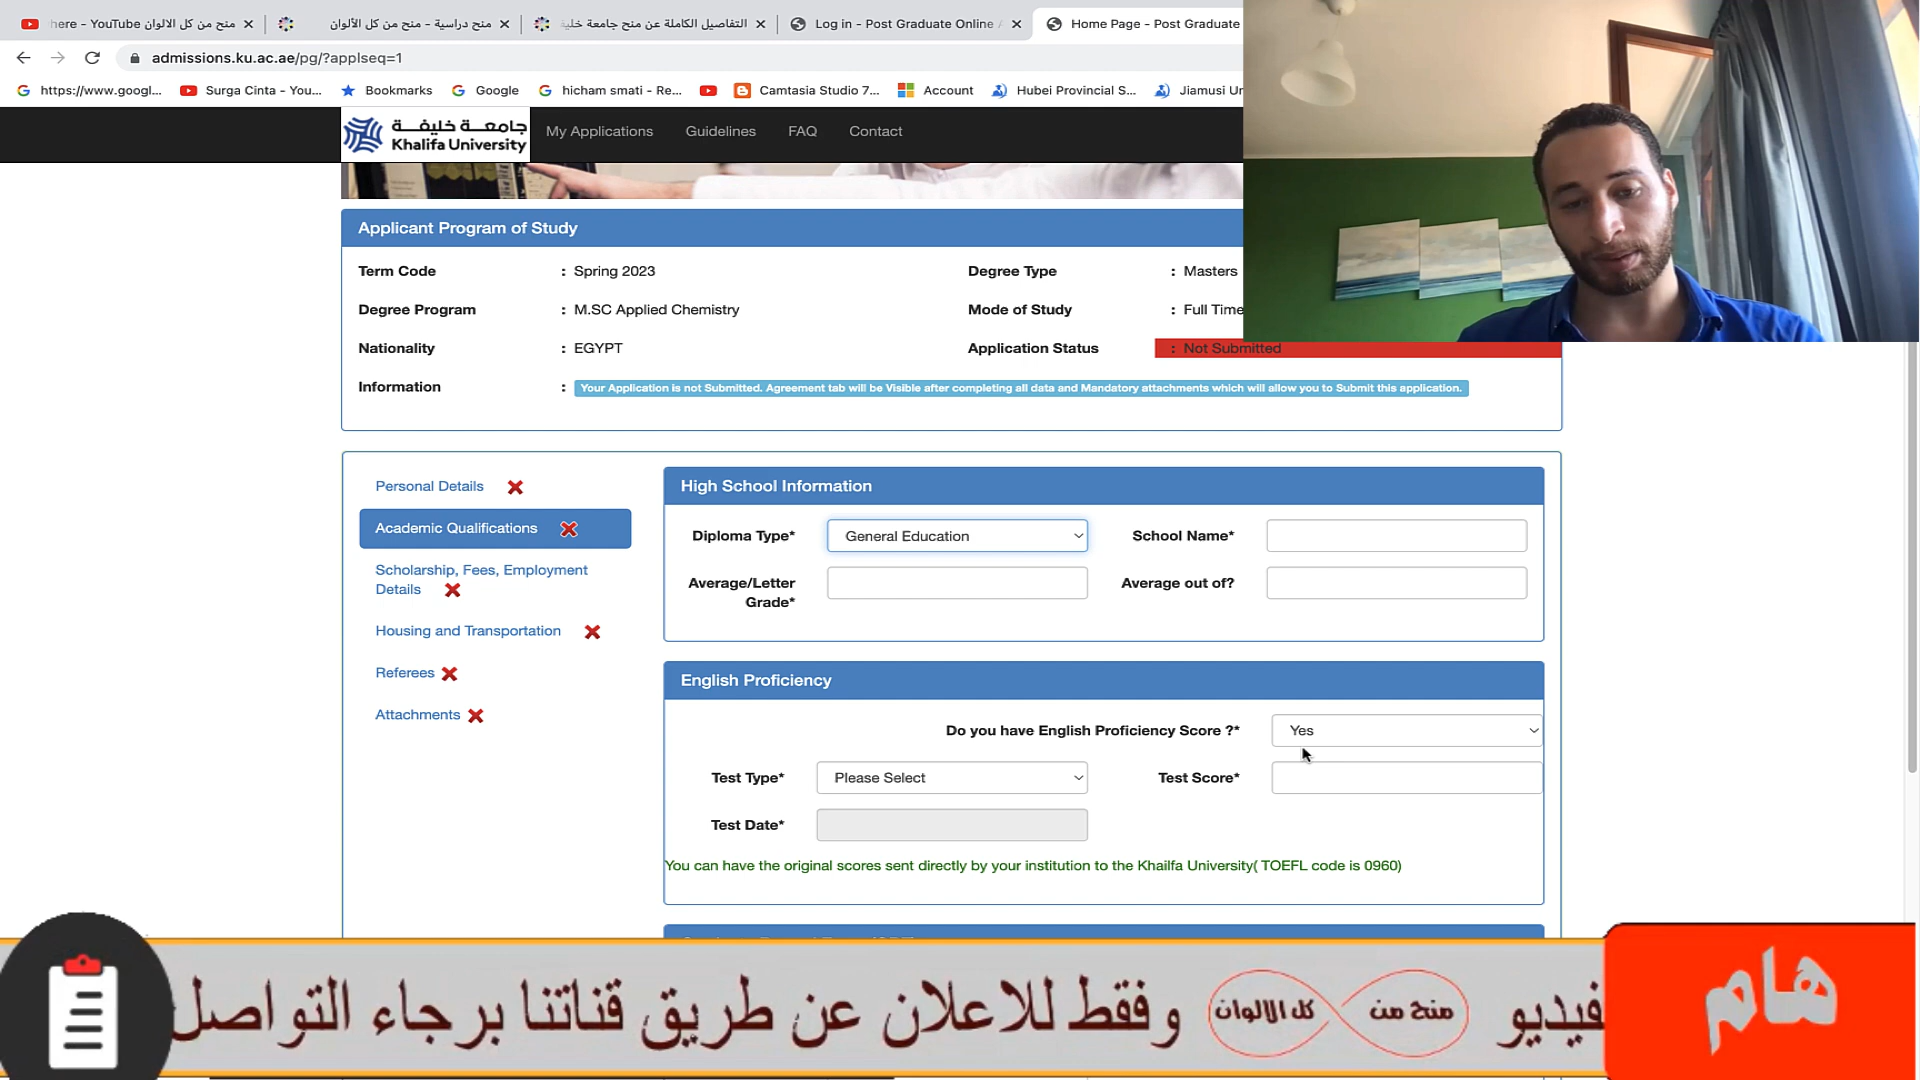 منح من كل الالوان here - YouTube
منح دراسية - منح من كل الألوان
التفاصيل الكاملة عن منح جامعة خليف
Log in - Post Graduate Online A
Home Page - Post Graduate
admissions.ku.ac.ae/pg/?applseq=1
https://www.googl... Surga Cinta - You... Bookmarks Google hicham smati - Re... Camtasia Studio 7... Account Hubei Provincial S... Jiamusi Un
جامعة خليفة
Khalifa University
My Applications Guidelines FAQ Contact
Applicant Program of Study
Term Code : Spring 2023 Degree Type : Masters
Degree Program : M.SC Applied Chemistry Mode of Study : Full Time
Nationality : EGYPT Application Status : Not Submitted
Information : Your Application is not Submitted. Agreement tab will be Visible after completing all data and Mandatory attachments which will allow you to Submit this application.
Personal Details
Academic Qualifications
Scholarship, Fees, Employment
Details
Housing and Transportation
Referees
Attachments
High School Information
Diploma Type* General Education School Name*
Average/Letter
Grade* Average out of?
English Proficiency
Do you have English Proficiency Score ?* Yes
Test Type* Please Select Test Score*
Test Date*
You can have the original scores sent directly by your institution to the Khailfa University( TOEFL code is 0960)
هام
فيديو منح من كل الالوان وفقط للاعلان عن طريق قناتنا برجاء التواصل